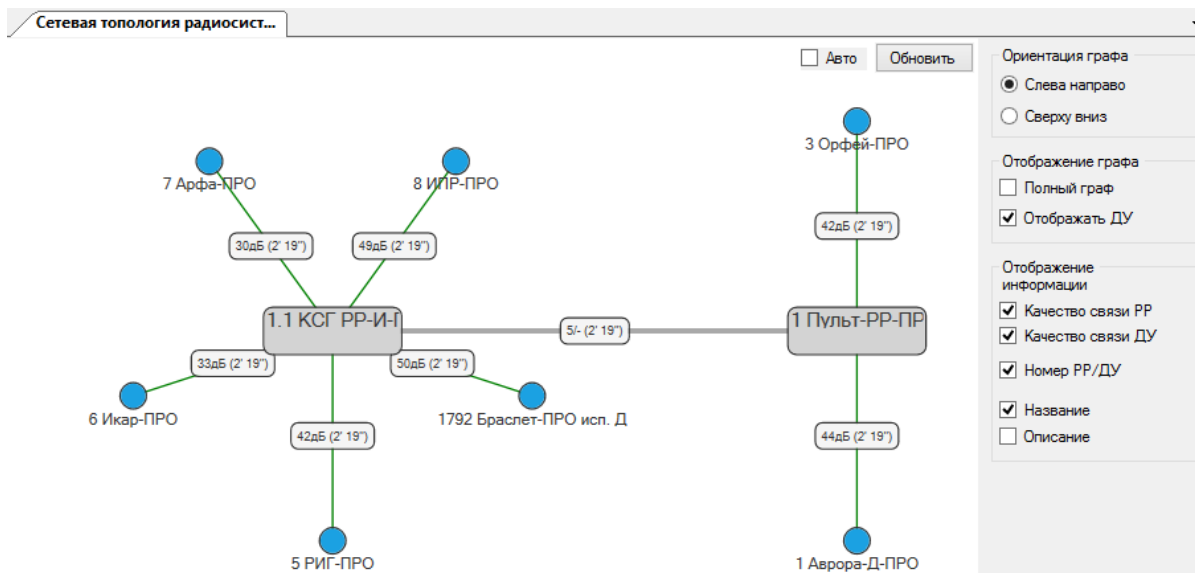 Сетевая топология радиосист...
Авто
Обновить
Ориентация графа
Слева направо
Сверху вниз
Отображение графа
Полный граф
Отображать ДУ
Отображение
информации
Качество связи РР
Качество связи ДУ
Номер РР/ДУ
Название
Описание
3 Орфей-ПРО
7 Арфа-ПРО
8 ИПР-ПРО
42дБ (2' 19")
30дБ (2' 19")
49дБ (2' 19")
1.1 КСГ РР-И-П
5/- (2' 19")
1 Пульт-РР-ПР
33дБ (2' 19")
50дБ (2' 19")
6 Икар-ПРО
1792 Браслет-ПРО исп. Д
42дБ (2' 19")
44дБ (2' 19")
5 РИГ-ПРО
1 Аврора-Д-ПРО